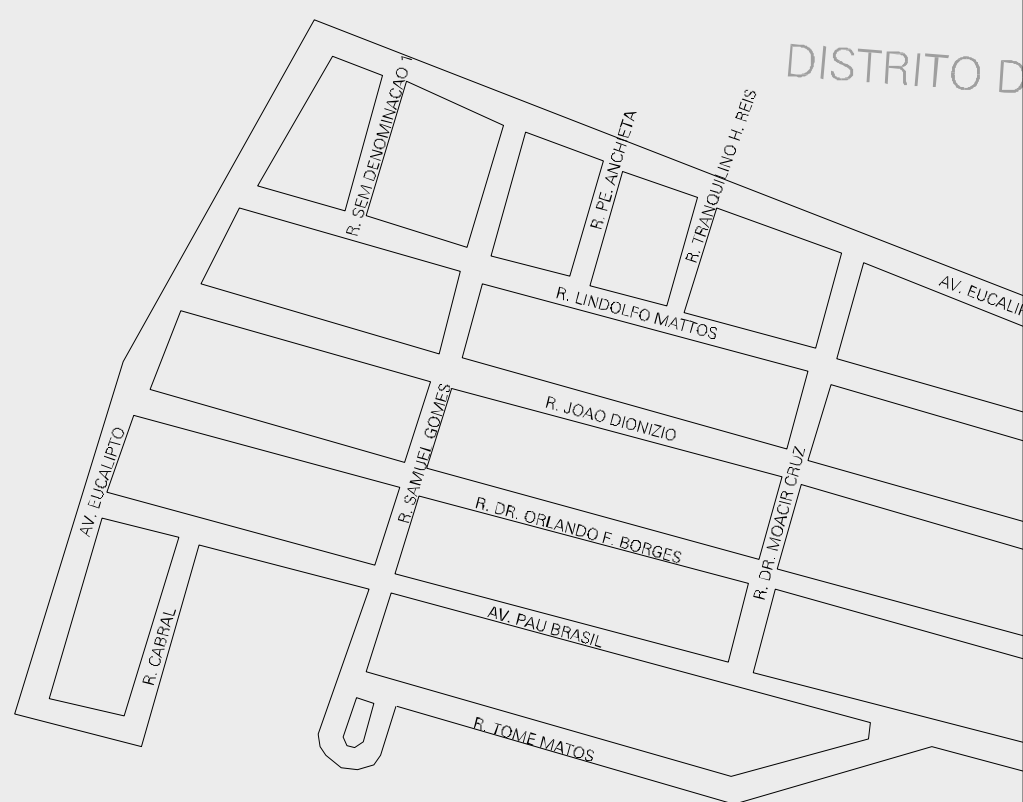 DISTRITO D
R. SEM DENOMINACAO 1
R. PE. ANCHIETA
R. TRANQUILINO H. REIS
AV. EUCALIP
R. LINDOLFO MATTOS
R. JOAO DIONIZIO
R. SAMUEL GOMES
AV. EUCALIPTO
R. DR. MOACIR CRUZ
R. DR. ORLANDO F. BORGES
AV. PAU BRASIL
R. CABRAL
R. TOME MATOS